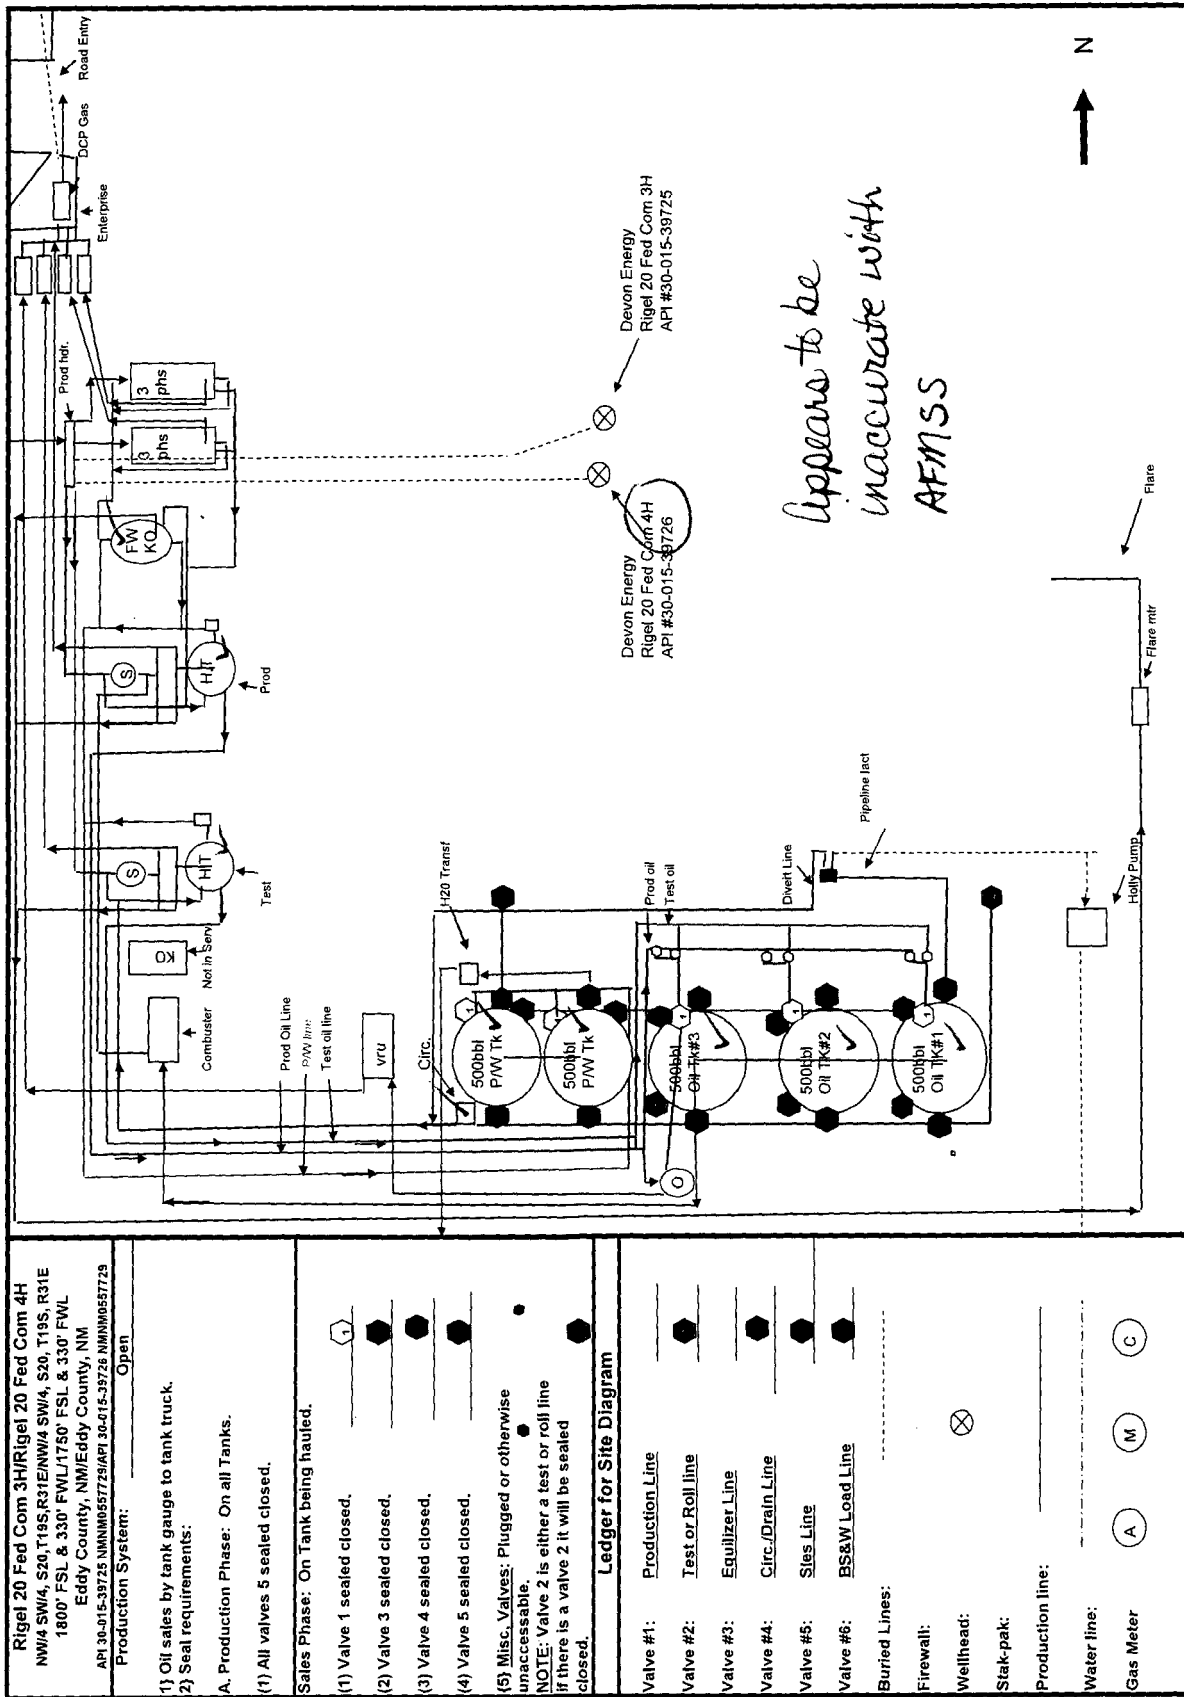 Rigel 20 Fed Com 3H/Rigel 20 Fed Com 4H
NW/4 SW/4, S20,T19S,R31E/NW/4 SW/4, S20, T19S, R31E
1800' FSL & 330' FWL/1750' FSL & 330' FWL
Eddy County, NM/Eddy County, NM
API 30-015-39725 NMNM0557729/API 30-015-39726 NMNM0557729
Production System: Open
1) Oil sales by tank gauge to tank truck.
2) Seal requirements:
A. Production Phase: On all Tanks.
(1) All valves 5 sealed closed.
Sales Phase: On Tank being hauled.
(1) Valve 1 sealed closed. 1
(2) Valve 3 sealed closed.
(3) Valve 4 sealed closed.
(4) Valve 5 sealed closed.
(5) Misc, Valves: Plugged or otherwise
unaccessable.
NOTE: Valve 2 is either a test or roll line
if there is a valve 2 it will be sealed
closed.
Ledger for Site Diagram
Valve #1: Production Line
Valve #2: Test or Roll line
Valve #3: Equilizer Line
Valve #4: Circ./Drain Line
Valve #5: Sles Line
Valve #6: BS&W Load Line
Buried Lines:
Firewall:
Wellhead:
Stak-pak:
Production line:
Water line:
Gas Meter A M C
Road Entry
DCP Gas
Enterprise
Prod hdr.
3
phs
3
phs
FW
KO
S
H/T
Prod
S
H/T
Test
KO
Not in Serv
Combuster
Prod Oil Line
P/W line
Test oil line
vru
Circ.
H20 Transf
500bbl
P/W Tk
1
500bbl
P/W Tk
1
500bbl
Oil TK#3
1
500bbl
Oil TK#2
1
500bbl
Oil TK#1
1
O
Prod oil
Test oil
Divert Line
Pipeline lact
Holly Pump
Flare mtr
Flare
Devon Energy
Rigel 20 Fed Com 3H
API #30-015-39725
Devon Energy
Rigel 20 Fed Com 4H
API #30-015-39726
Appears to be
inaccurate with
AFMSS
N